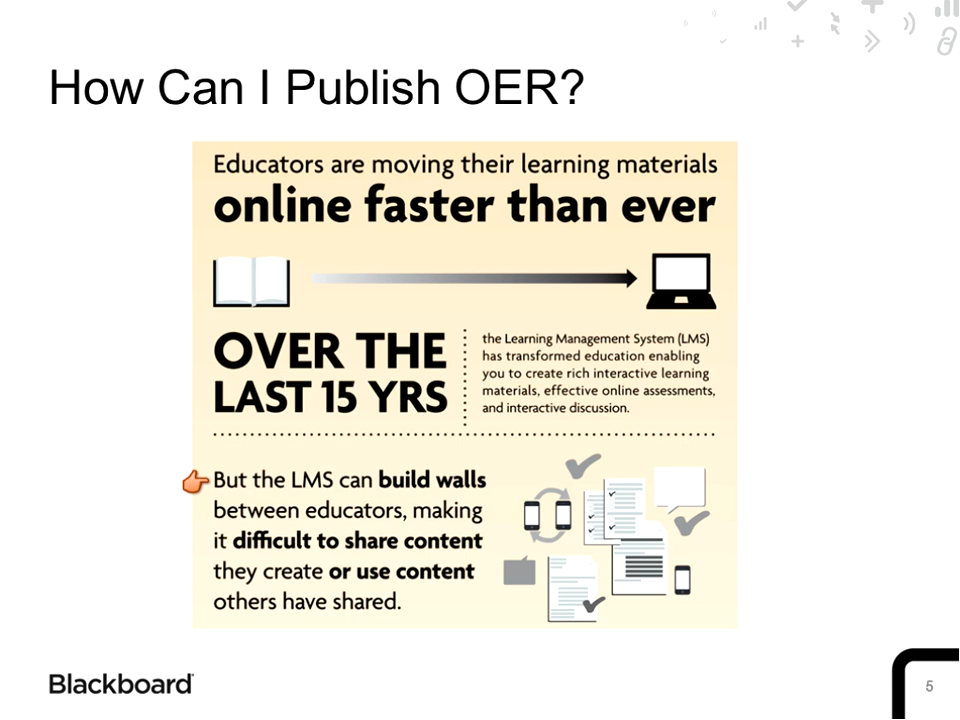 How Can I Publish OER?
Educators are moving their learning materials
online faster than ever
OVER THE
LAST 15 YRS
the Learning Management System (LMS)
has transformed education enabling
you to create rich interactive learning
materials, effective online assessments,
and interactive discussion.
But the LMS can build walls
between educators, making
it difficult to share content
they create or use content
others have shared.
Blackboard
5